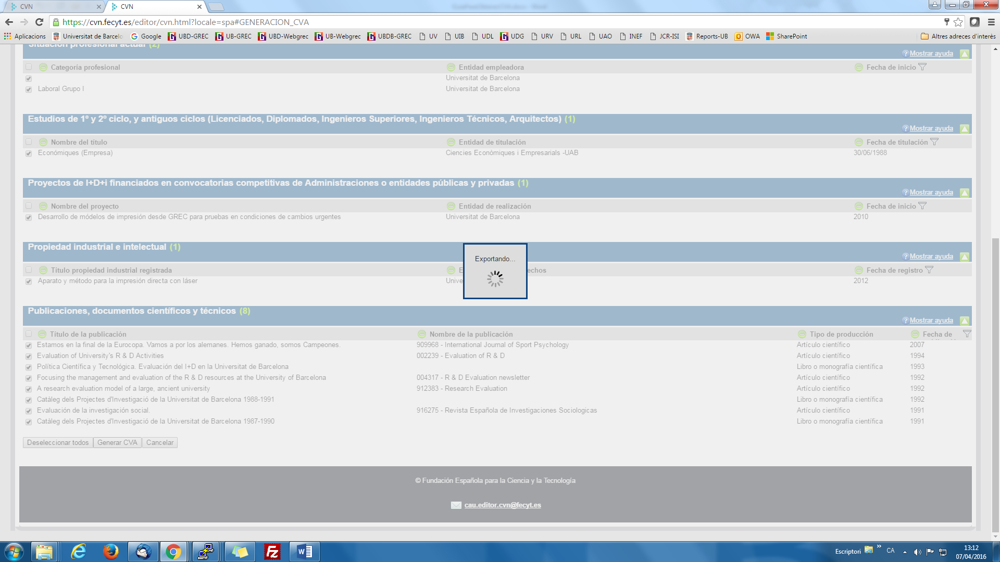 CVN
CVN
https://cvn.fecyt.es/editor/cvn.html?locale=spa#GENERACION_CVA
Aplicacions Universitat de Barcelo Google UBD-GREC UB-GREC UBD-Webgrec UB-Webgrec UBDB-GREC UV UIB UDL UDG URV URL UAO INEF JCR-ISI Reports-UB OWA SharePoint Altres adreces d'interès
Situación profesional actual (2)
Mostrar ayuda
Categoría profesional Entidad empleadora Fecha de inicio
Universitat de Barcelona
Laboral Grupo I Universitat de Barcelona
Estudios de 1º y 2º ciclo, y antiguos ciclos (Licenciados, Diplomados, Ingenieros Superiores, Ingenieros Técnicos, Arquitectos) (1)
Mostrar ayuda
Nombre del título Entidad de titulación Fecha de titulación
Económiques (Empresa) Ciencies Econòmiques i Empresarials -UAB 30/06/1988
Proyectos de I+D+i financiados en convocatorias competitivas de Administraciones o entidades públicas y privadas (1)
Mostrar ayuda
Nombre del proyecto Entidad de realización Fecha de inicio
Desarrollo de módelos de impresión desde GREC para pruebas en condiciones de cambios urgentes Universitat de Barcelona 2010
Propiedad industrial e intelectual (1)
Mostrar ayuda
Exportando...
Título propiedad industrial registrada E echos Fecha de registro
Aparato y método para la impresión directa con láser Unive 2012
Publicaciones, documentos científicos y técnicos (8)
Mostrar ayuda
Título de la publicación Nombre de la publicación Tipo de producción Fecha de
Estamos en la final de la Eurocopa. Vamos a por los alemanes. Hemos ganado, somos Campeones. 909968 - International Journal of Sport Psychology Artículo científico 2007
Evaluation of University's R & D Activities 002239 - Evaluation of R & D Artículo científico 1994
Política Científica y Tecnológica. Evaluación del I+D en la Universitat de Barcelona Libro o monografía científica 1993
Focusing the management and evaluation of the R & D resources at the University of Barcelona 004317 - R & D Evaluation newsletter Artículo científico 1992
A research evaluation model of a large, ancient university 912383 - Research Evaluation Artículo científico 1992
Catàleg dels Projectes d'Investigació de la Universitat de Barcelona 1988-1991 Libro o monografía científica 1992
Evaluación de la investigación social. 916275 - Revista Española de Investigaciones Sociologicas Artículo científico 1991
Catàleg dels Projectes d'Investigació de la Universitat de Barcelona 1987-1990 Libro o monografía científica 1991
Deseleccionar todos Generar CVA Cancelar
© Fundación Española para la Ciencia y la Tecnología
cau.editor.cvn@fecyt.es
Escriptori CA 13:12
07/04/2016